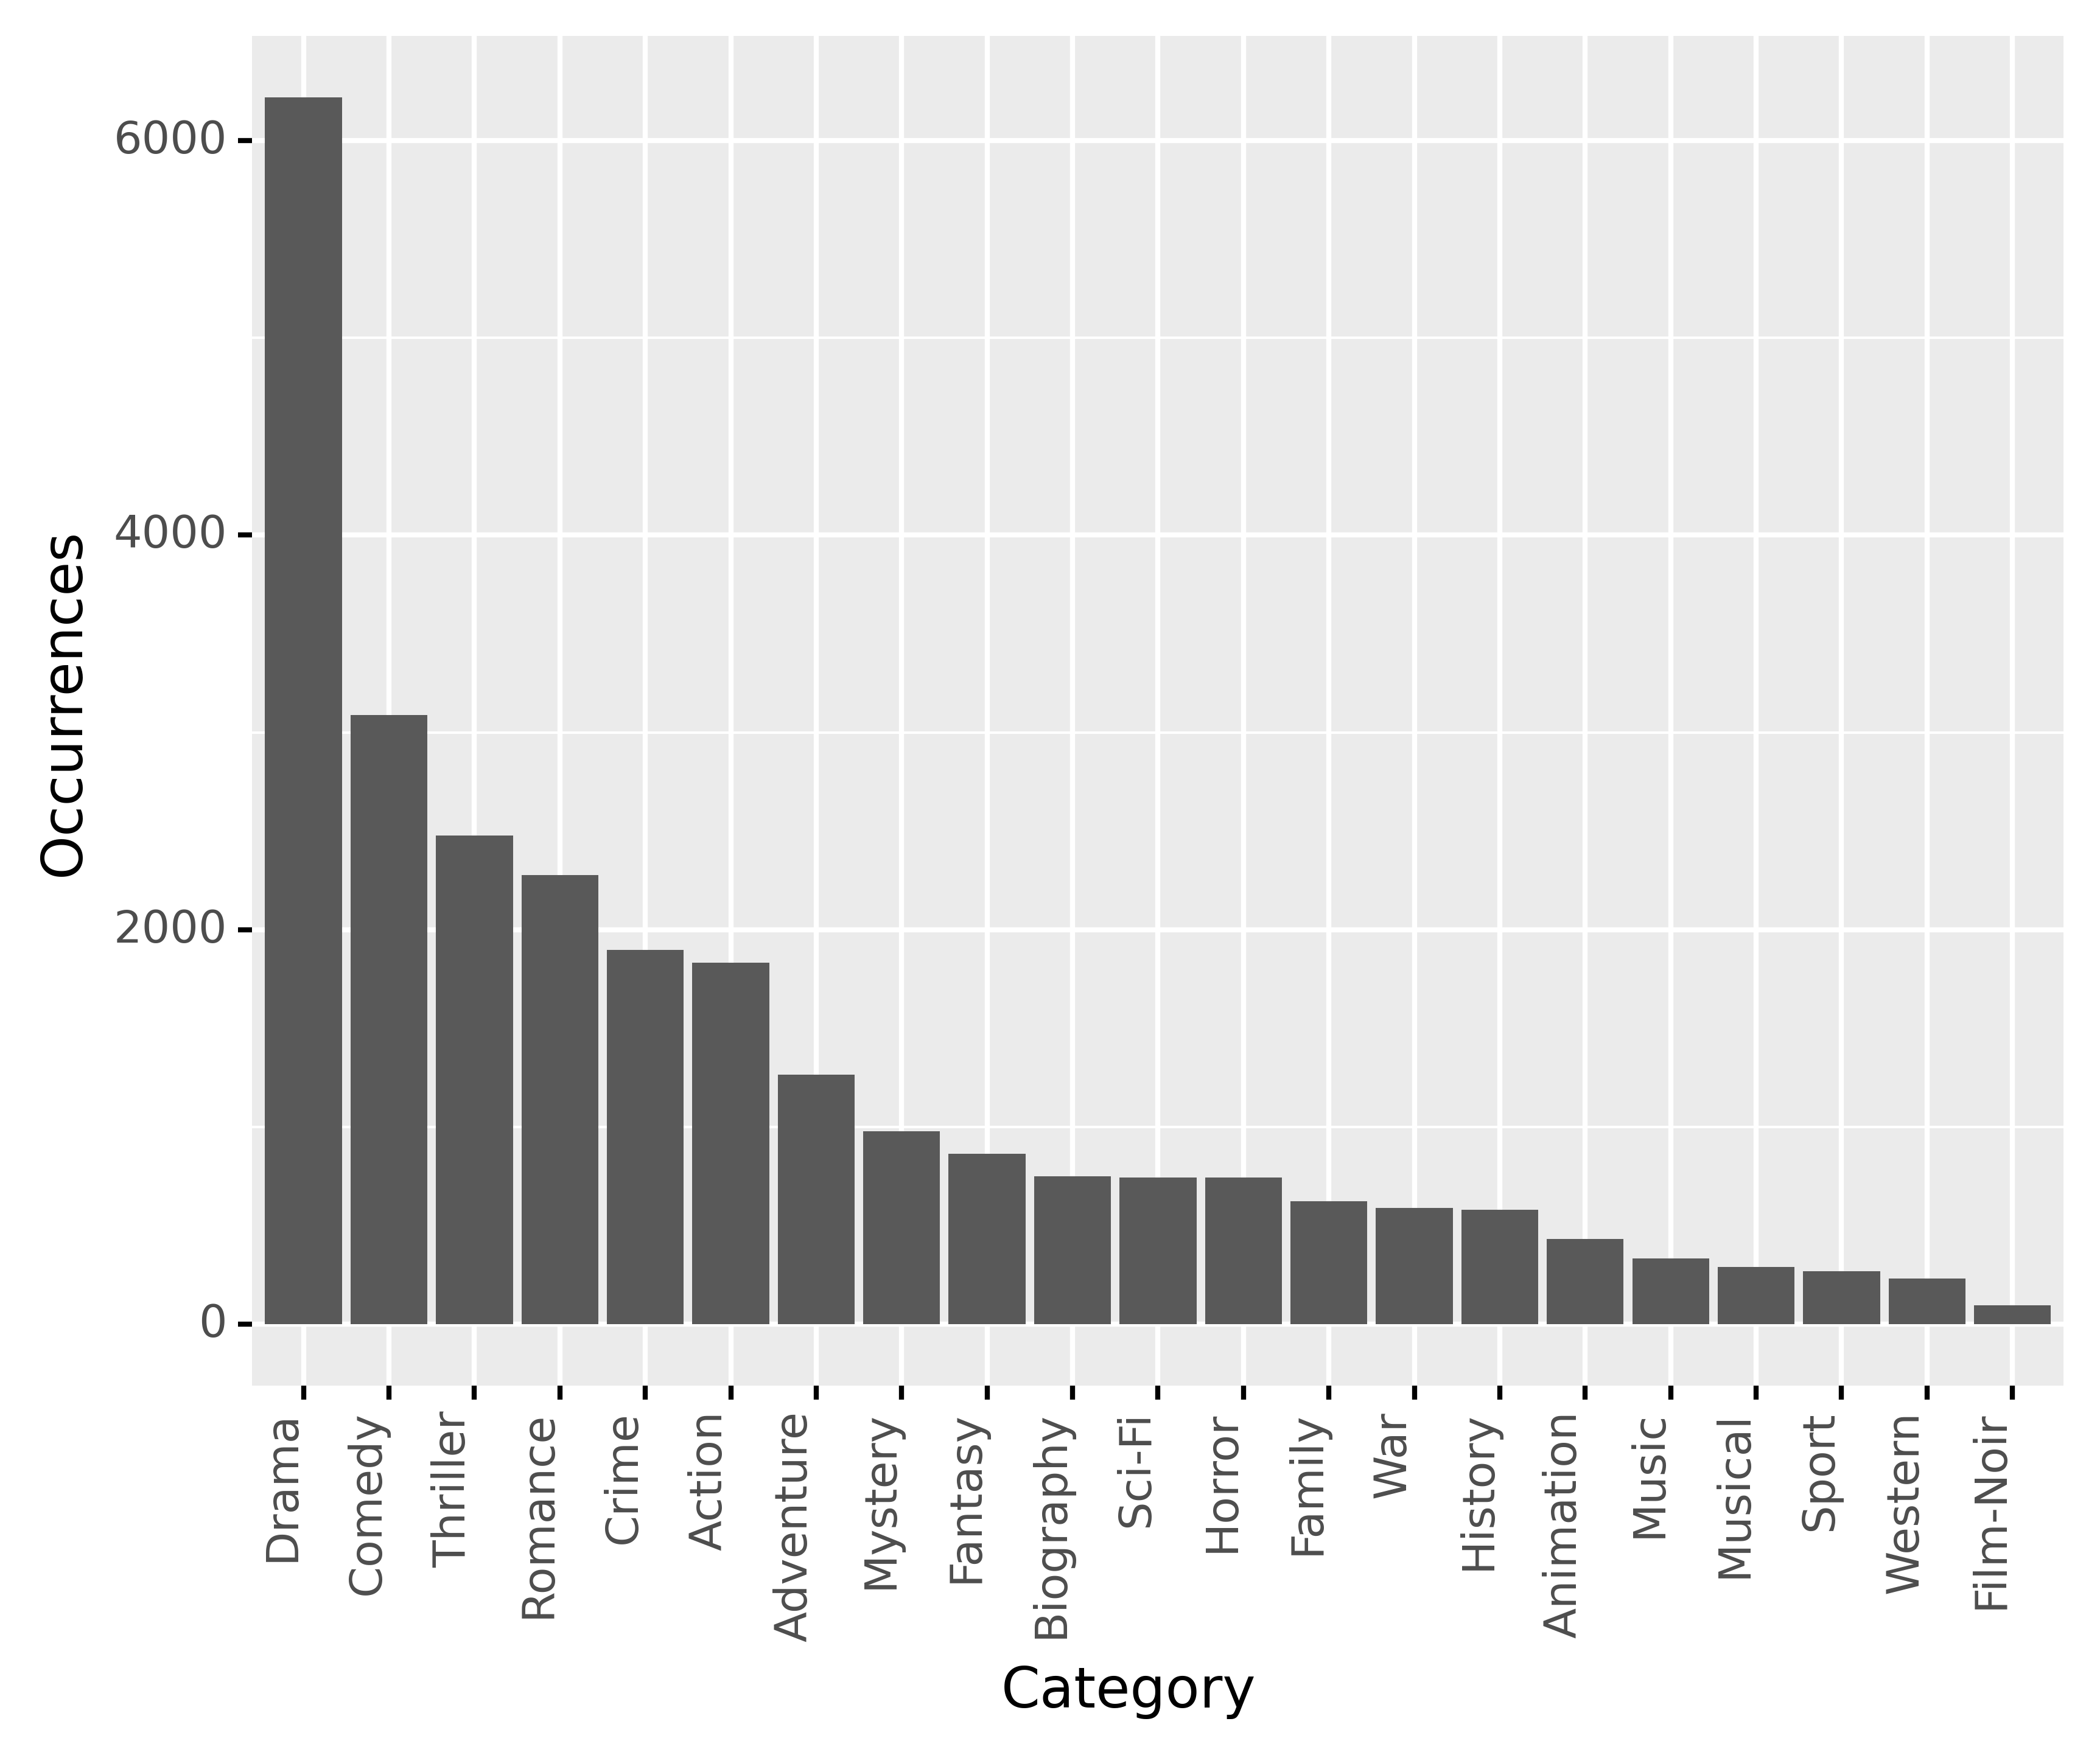 Occurrences
6000
4000
2000
0
Drama
Comedy
Thriller
Romance
Crime
Action
Adventure
Mystery
Fantasy
Biography
Sci-Fi
Horror
Family
War
History
Animation
Music
Musical
Sport
Western
Film-Noir
Category